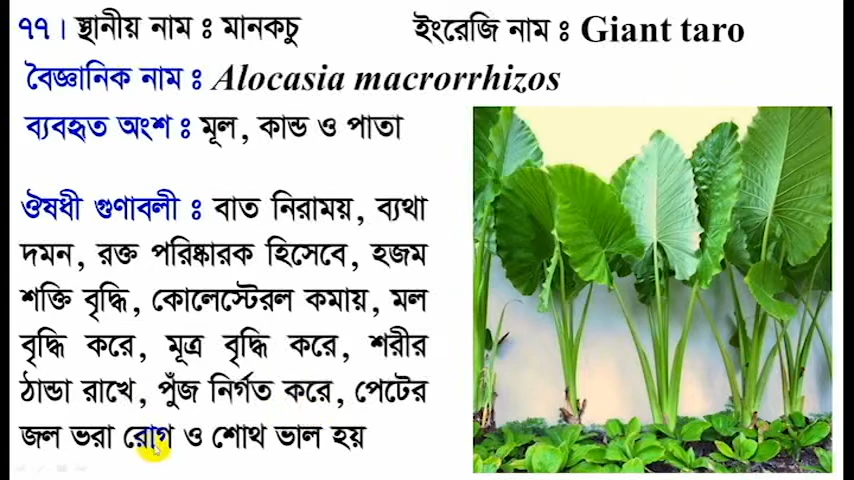 ৭৭। স্থানীয় নাম ঃ মানকচু ইংরেজি নাম ঃ Giant taro
বৈজ্ঞানিক নাম ঃ Alocasia macrorrhizos
ব্যবহৃত অংশ ঃ মূল, কান্ড ও পাতা
ঔষধী গুণাবলী ঃ বাত নিরাময়, ব্যথা
দমন, রক্ত পরিষ্কারক হিসেবে, হজম
শক্তি বৃদ্ধি, কোলেস্টেরল কমায়, মল
বৃদ্ধি করে, মূত্র বৃদ্ধি করে, শরীর
ঠান্ডা রাখে, পুঁজ নির্গত করে, পেটের
জল ভরা রোগ ও শোথ ভাল হয়